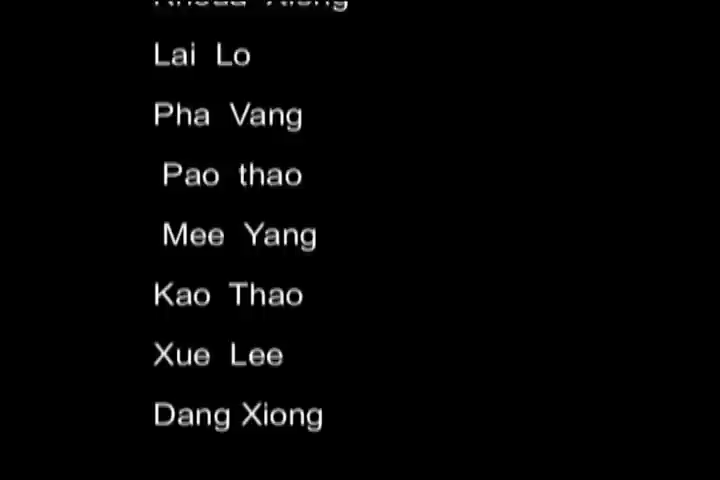 Lai Lo
Pha Vang
Pao thao
Mee Yang
Kao Thao
Xue Lee
Dang Xiong